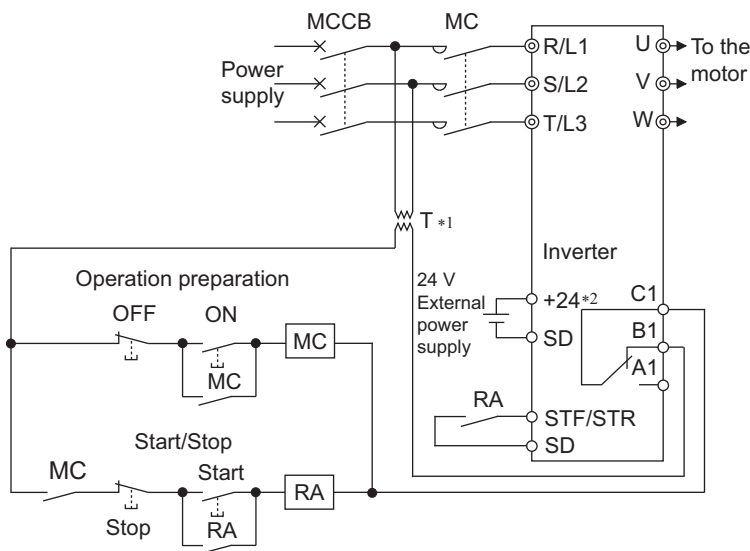 MCCB
MC
R/L1
U
To the
motor
Power
supply
S/L2
V
T/L3
W
T *1
Inverter
Operation preparation
24 V
External
power
supply
+24*2
C1
OFF
ON
MC
SD
B1
MC
A1
RA
STF/STR
Start/Stop
SD
MC
Start
RA
Stop
RA